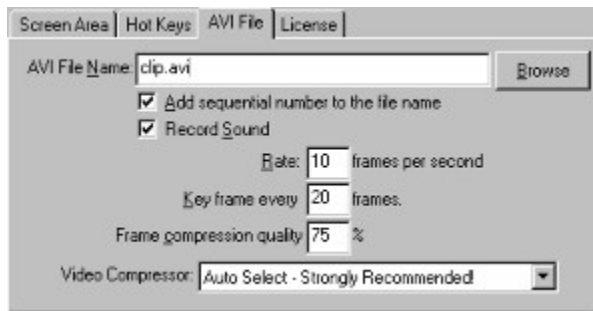 Screen Area Hot Keys AVI File License
AVI File Name: clip.avi Browse
Add sequential number to the file name
Record Sound
Rate: 10 frames per second
Key frame every 20 frames.
Frame compression quality 75 %
Video Compressor: Auto Select - Strongly Recommended!